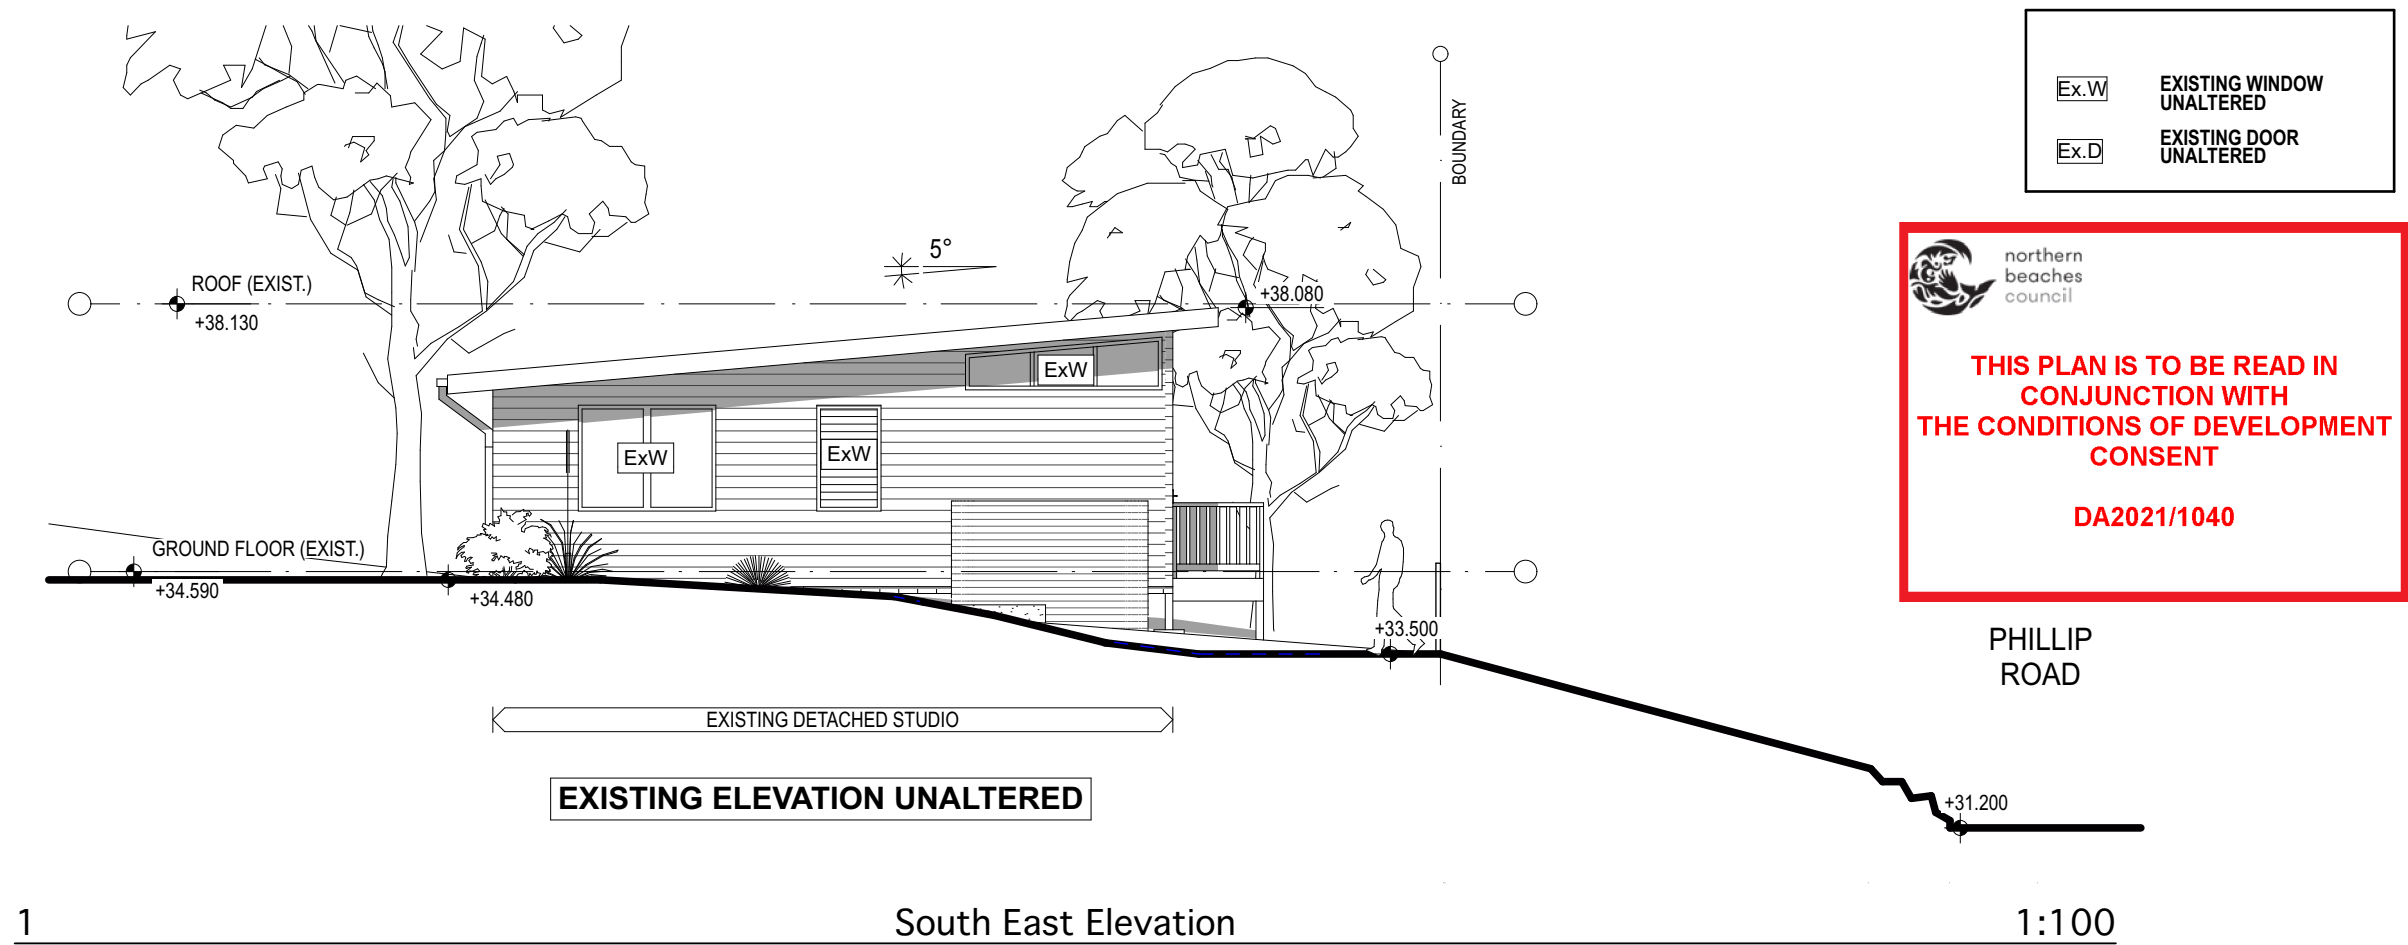 Ex.W
EXISTING WINDOW
UNALTERED
Ex.D
EXISTING DOOR
UNALTERED
BOUNDARY
northern
beaches
council
THIS PLAN IS TO BE READ IN
CONJUNCTION WITH
THE CONDITIONS OF DEVELOPMENT
CONSENT
DA2021/1040
5°
ROOF (EXIST.)
+38.130
+38.080
ExW
ExW
ExW
GROUND FLOOR (EXIST.)
+34.590
+34.480
+33.500
PHILLIP
ROAD
EXISTING DETACHED STUDIO
EXISTING ELEVATION UNALTERED
+31.200
1
South East Elevation
1:100